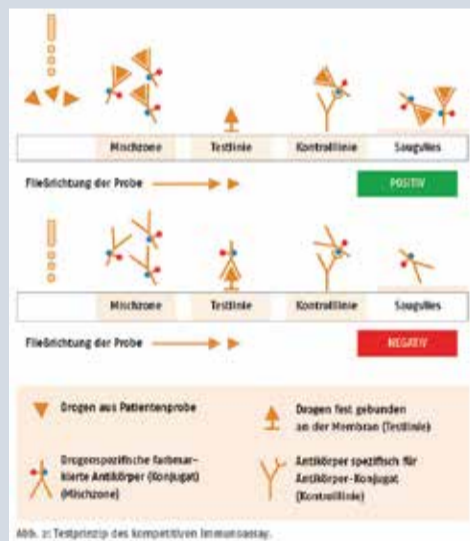 Mischzone Testlinie Kontrolllinie Saugvlies
Fließrichtung der Probe POSITIV
Mischzone Testlinie Kontrolllinie Saugvlies
Fließrichtung der Probe NEGATIV
Drogen aus Patientenprobe
Drogen fest gebunden
an der Membran (Testlinie)
Drogenspezifische farbmar-
kierte Antikörper (Konjugat)
(Mischzone)
Antikörper spezifisch für
Antikörper-Konjugat
(Kontrolllinie)
Abb. 2: Testprinzip des kompetitiven Immunoassay.